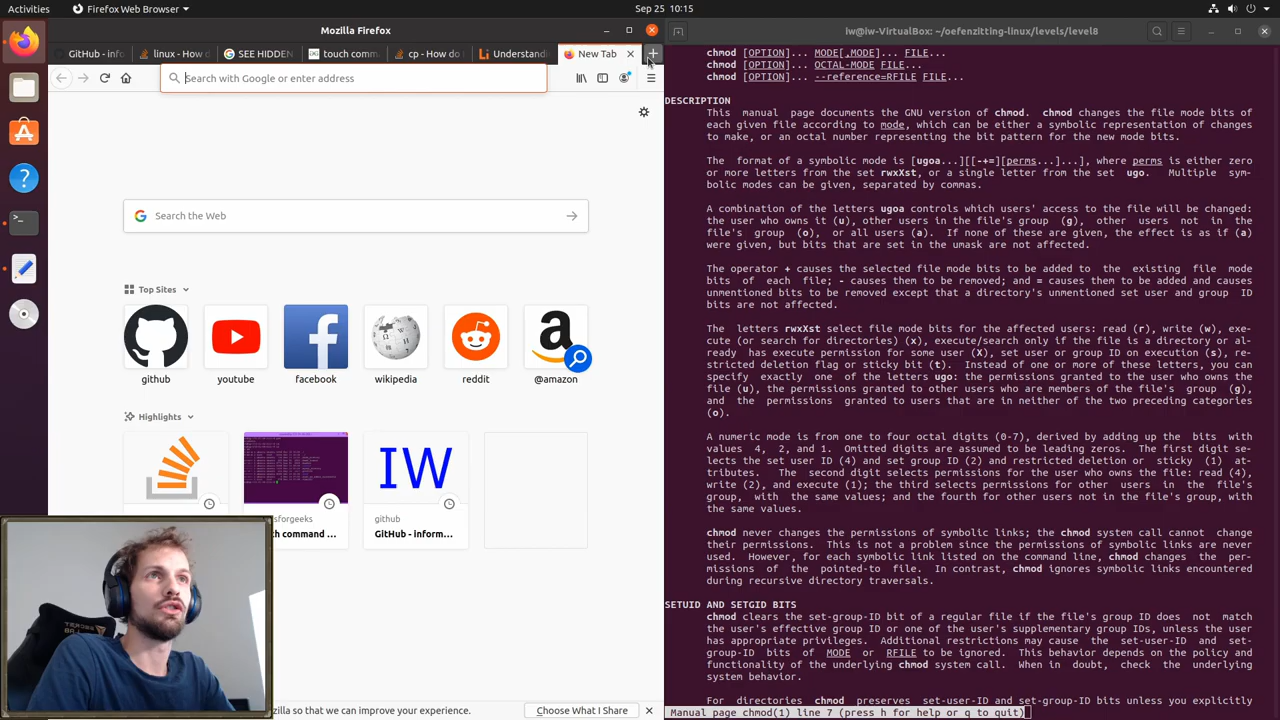 Activities
Firefox Web Browser
Sep 25 10:15
Mozilla Firefox
GitHub - info
linux - How d
SEE HIDDEN
touch comm
cp - How do
Understandi
New Tab
Search with Google or enter address
Search the Web
Top Sites
github
youtube
facebook
wikipedia
reddit
@amazon
Highlights
github
GitHub - inform...
command ...
so that we can improve your experience.
Choose What I Share
iw@iw-VirtualBox: ~/oefenzitting-linux/levels/level8
chmod [OPTION]... MODE[,MODE]... FILE...
chmod [OPTION]... OCTAL-MODE FILE...
chmod [OPTION]... --reference=RFILE FILE...
DESCRIPTION
This manual page documents the GNU version of chmod. chmod changes the file mode bits of
each given file according to mode, which can be either a symbolic representation of changes
to make, or an octal number representing the bit pattern for the new mode bits.
The format of a symbolic mode is [ugoa...][[-+=][perms...]...], where perms is either zero
or more letters from the set rwxXst, or a single letter from the set ugo. Multiple sym-
bolic modes can be given, separated by commas.
A combination of the letters ugoa controls which users' access to the file will be changed:
the user who owns it (u), other users in the file's group (g), other users not in the
file's group (o), or all users (a). If none of these are given, the effect is as if (a)
were given, but bits that are set in the umask are not affected.
The operator + causes the selected file mode bits to be added to the existing file mode
bits of each file; - causes them to be removed; and = causes them to be added and causes
unmentioned bits to be removed except that a directory's unmentioned set user and group ID
bits are not affected.
The letters rwxXst select file mode bits for the affected users: read (r), write (w), exe-
cute (or search for directories) (x), execute/search only if the file is a directory or al-
ready has execute permission for some user (X), set user or group ID on execution (s), re-
stricted deletion flag or sticky bit (t). Instead of one or more of these letters, you can
specify exactly one of the letters ugo: the permissions granted to the user who owns the
file (u), the permissions granted to other users who are members of the file's group (g),
and the permissions granted to users that are in neither of the two preceding categories
(o).
A numeric mode is from one to four octal digits (0-7), derived by adding up the bits with
values 4, 2, and 1. Omitted digits are assumed to be leading zeros. The first digit se-
lects the set user ID (4) and set group ID (2) and restricted deletion or sticky (1) at-
tributes. The second digit selects permissions for the user who owns the file: read (4),
write (2), and execute (1); the third selects permissions for other users in the file's
group, with the same values; and the fourth for other users not in the file's group, with
the same values.
chmod never changes the permissions of symbolic links; the chmod system call cannot change
their permissions. This is not a problem since the permissions of symbolic links are never
used. However, for each symbolic link listed on the command line, chmod changes the per-
missions of the pointed-to file. In contrast, chmod ignores symbolic links encountered
during recursive directory traversals.
SETUID AND SETGID BITS
chmod clears the set-group-ID bit of a regular file if the file's group ID does not match
the user's effective group ID or one of the user's supplementary group IDs, unless the user
has appropriate privileges. Additional restrictions may cause the set-user-ID and set-
group-ID bits of MODE or RFILE to be ignored. This behavior depends on the policy and
functionality of the underlying chmod system call. When in doubt, check the underlying
system behavior.
For directories chmod preserves set-user-ID and set-group-ID bits unless you explicitly
Manual page chmod(1) line 7 (press h for help or q to quit)